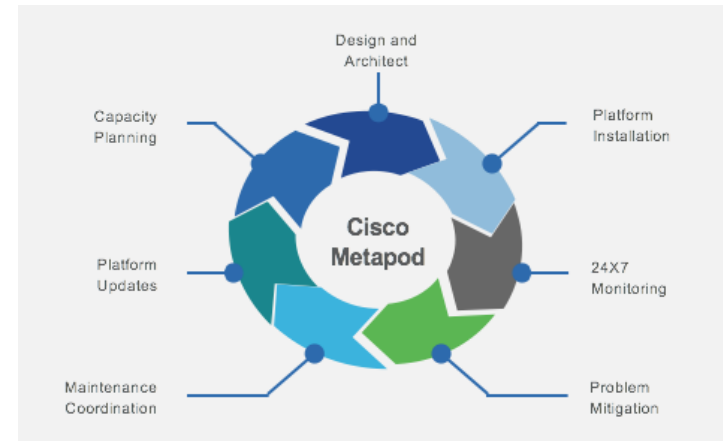 Design and
Architect
Platform
Installation
24X7
Monitoring
Problem
Mitigation
Maintenance
Coordination
Platform
Updates
Capacity
Planning
Cisco
Metapod